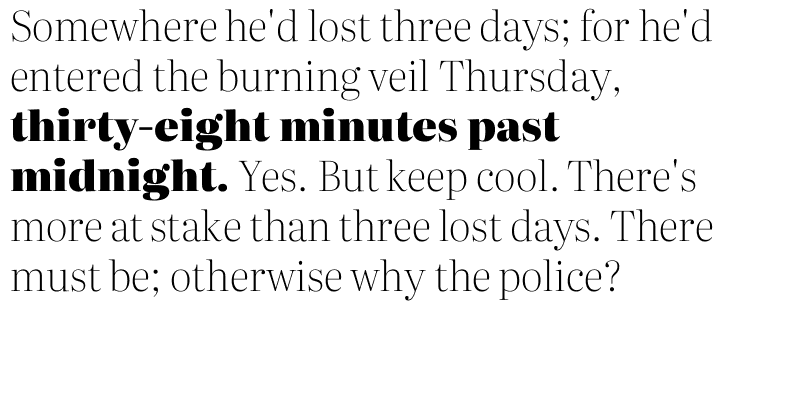 Somewhere he'd lost three days; for he'd
entered the burning veil Thursday,
thirty-eight minutes past
midnight. Yes. But keep cool. There's
more at stake than three lost days. There
must be; otherwise why the police?